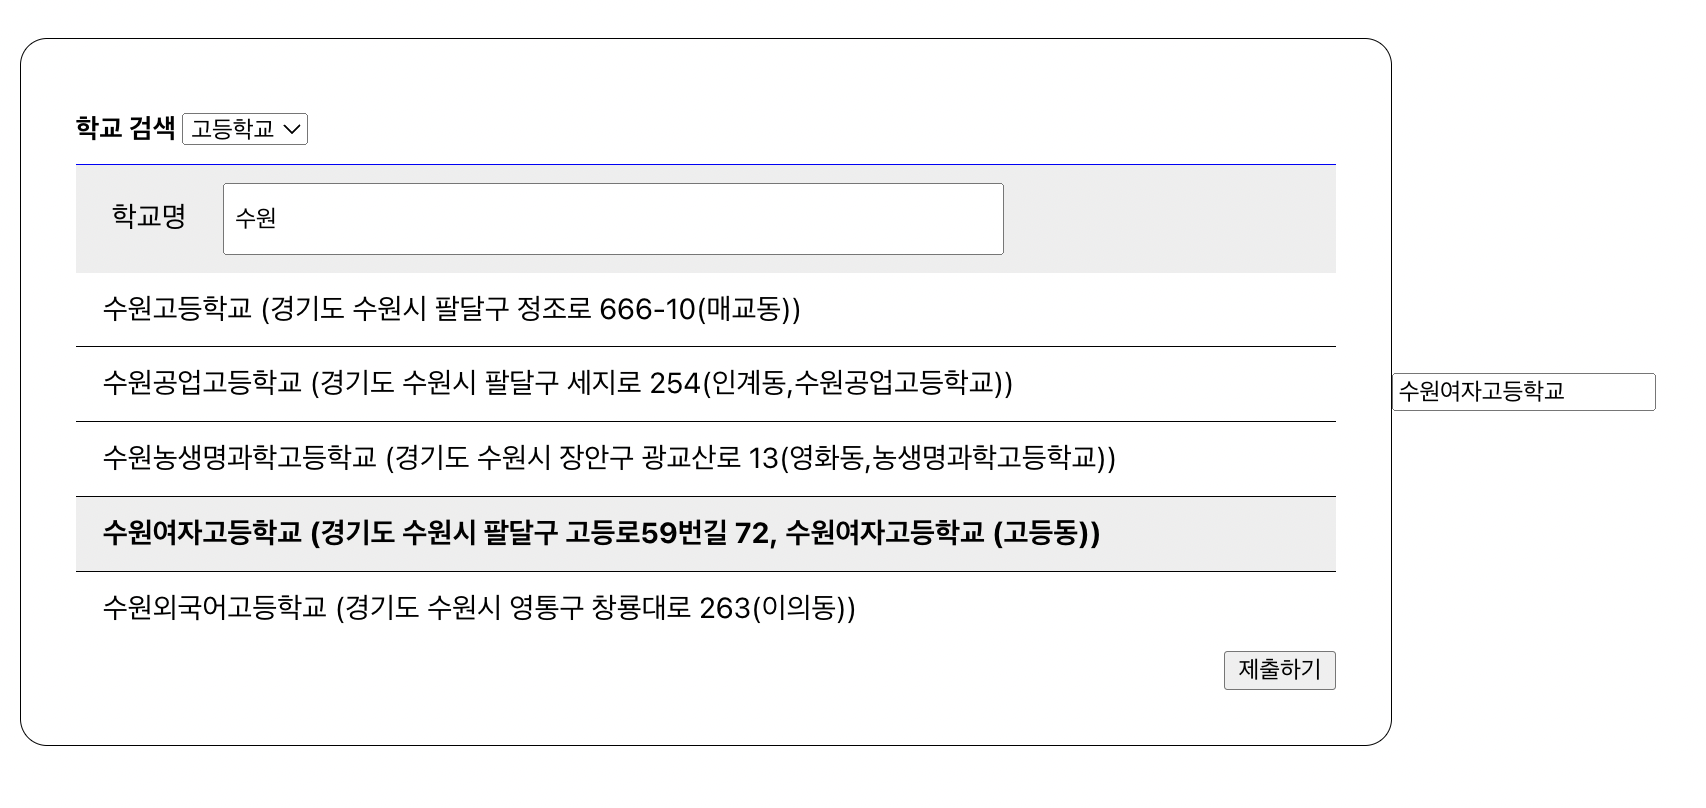 학교 검색 고등학교
학교명 수원
수원고등학교 (경기도 수원시 팔달구 정조로 666-10(매교동))
수원공업고등학교 (경기도 수원시 팔달구 세지로 254(인계동,수원공업고등학교))
수원여자고등학교
수원농생명과학고등학교 (경기도 수원시 장안구 광교산로 13(영화동,농생명과학고등학교))
수원여자고등학교 (경기도 수원시 팔달구 고등로59번길 72, 수원여자고등학교 (고등동))
수원외국어고등학교 (경기도 수원시 영통구 창룡대로 263(이의동))
제출하기